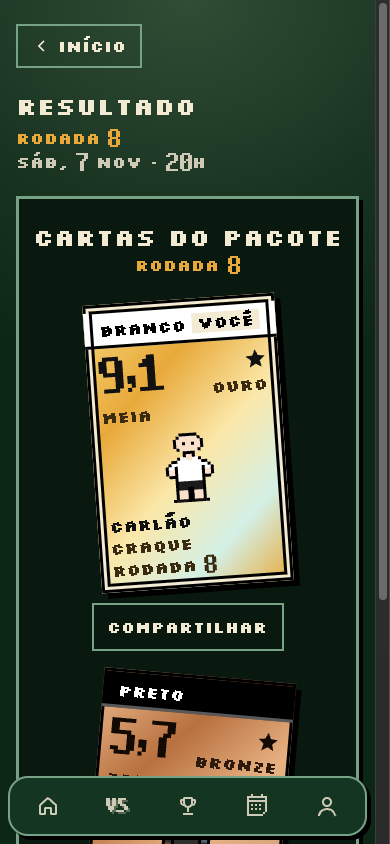 INÍCIO
RESULTADO
RODADA 8
SÁB, 7 NOV · 20H
CARTAS DO PACOTE
RODADA 8
BRANCO VOCÊ
9,1
OURO
MEIA
CARLÃO
CRAQUE
RODADA 8
COMPARTILHAR
PRETO
5,7
BRONZE
VS